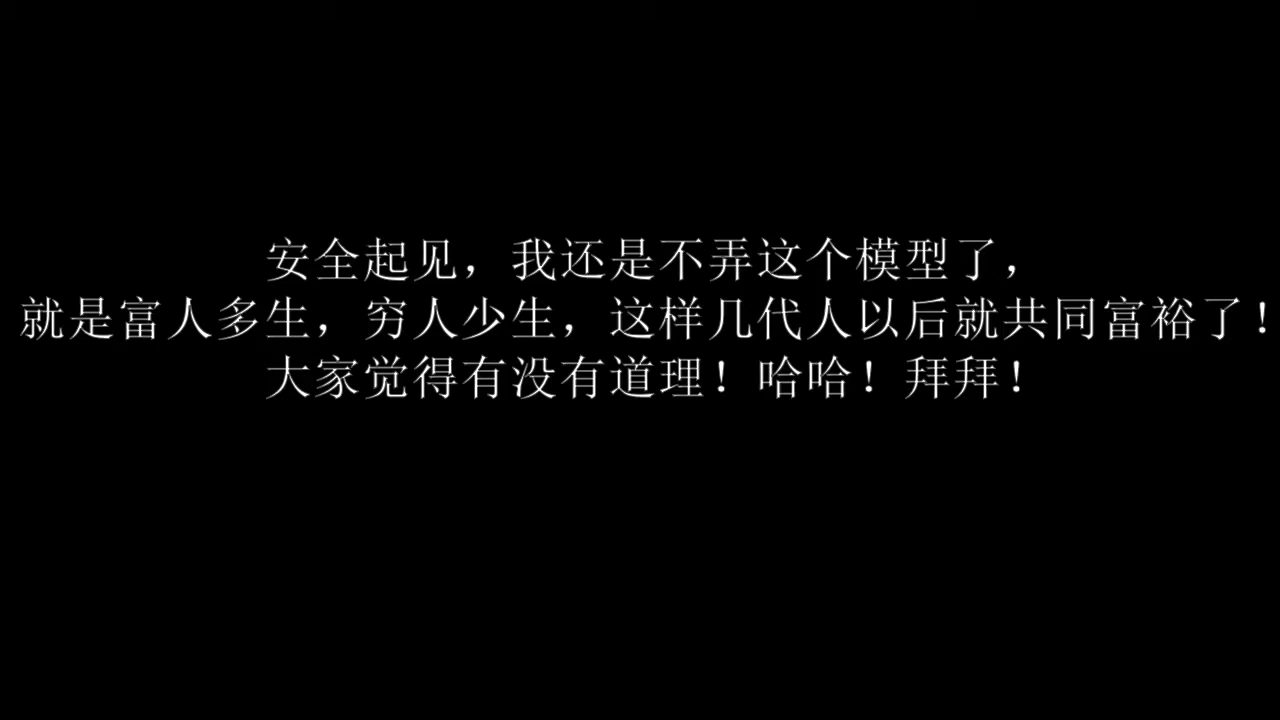 安全起见，我还是不弄这个模型了，
就是富人多生，穷人少生，这样几代人以后就共同富裕了！
大家觉得有没有道理！哈哈！拜拜！